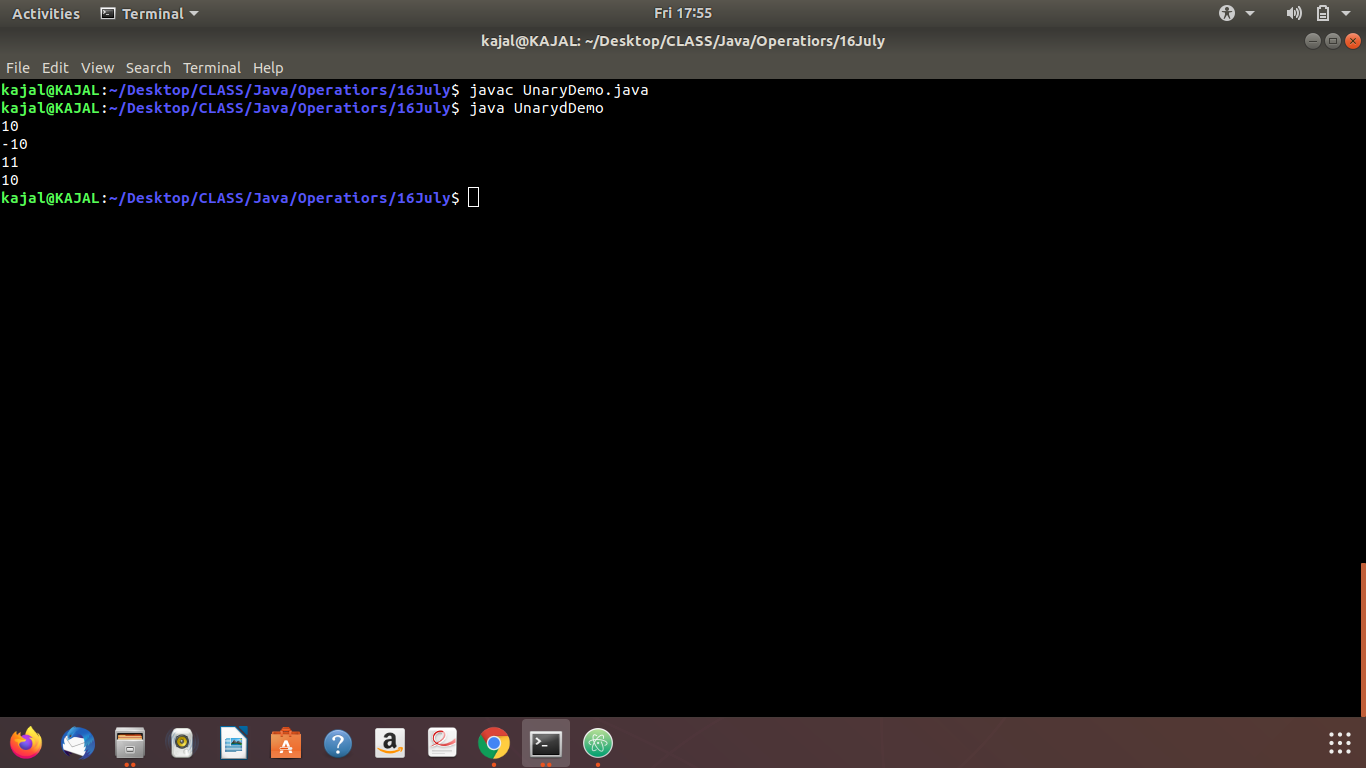 Activities Terminal Fri 17:55
kajal@KAJAL: ~/Desktop/CLASS/Java/Operatiors/16July
File Edit View Search Terminal Help
kajal@KAJAL:~/Desktop/CLASS/Java/Operatiors/16July$ javac UnaryDemo.java
kajal@KAJAL:~/Desktop/CLASS/Java/Operatiors/16July$ java UnarydDemo
10
-10
11
10
kajal@KAJAL:~/Desktop/CLASS/Java/Operatiors/16July$